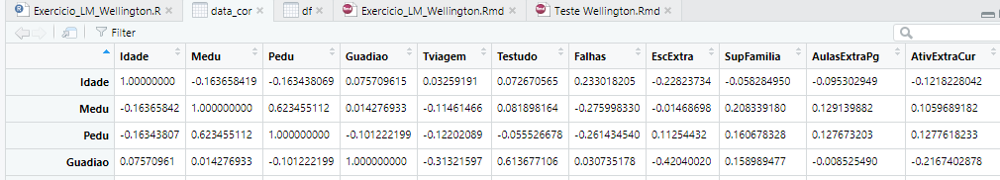 Exercicio_LM_Wellington.R × data_cor × df × Exercicio_LM_Wellington.Rmd × Teste Wellington.Rmd ×
Filter
Idade Medu Pedu Guadiao Tviagem Testudo Falhas EscExtra SupFamilia AulasExtraPg AtivExtraCur
Idade 1.00000000 -0.163658419 -0.163438069 0.075709615 0.03259191 0.072670565 0.233018205 -0.22823734 -0.058284950 -0.095302949 -0.1218228042
Medu -0.16365842 1.000000000 0.623455112 0.014276933 -0.11461466 0.081898164 -0.275998330 -0.01468698 0.208339180 0.129139882 0.1059689182
Pedu -0.16343807 0.623455112 1.000000000 -0.101222199 -0.12202089 -0.055526678 -0.261434540 0.11254432 0.160678328 0.127673203 0.1277618233
Guadiao 0.07570961 0.014276933 -0.101222199 1.000000000 -0.31321597 0.613677106 0.030735178 -0.42040020 0.158989477 -0.008525490 -0.2167402878